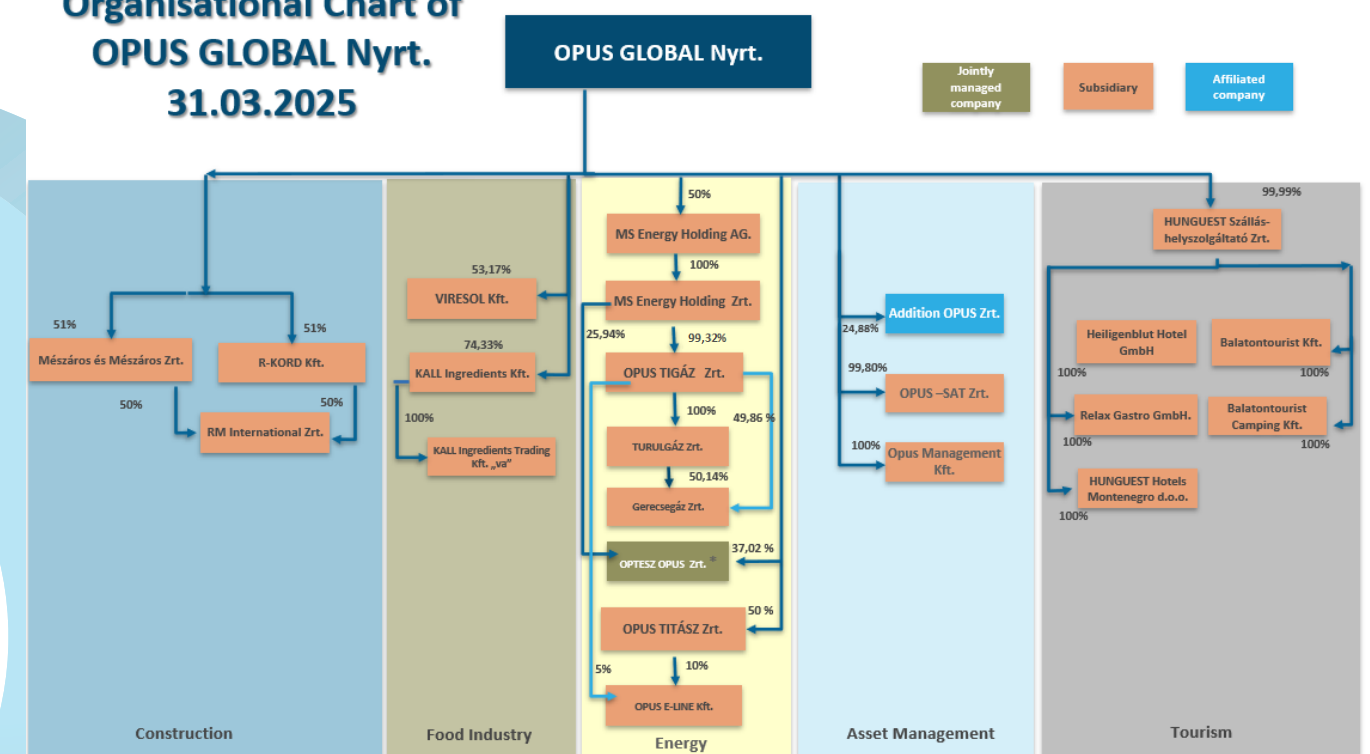 Organisational Chart of
OPUS GLOBAL Nyrt.
31.03.2025
OPUS GLOBAL Nyrt.
Jointly
managed
company
Subsidiary
Affiliated
company
51%
Mészáros és Mészáros Zrt.
51%
R-KORD Kft.
50%
50%
RM International Zrt.
Construction
53,17%
VIRESOL Kft.
74,33%
KALL Ingredients Kft.
100%
KALL Ingredients Trading
Kft. „va”
Food Industry
50%
MS Energy Holding AG.
100%
MS Energy Holding Zrt.
25,94%
99,32%
OPUS TIGÁZ Zrt.
100%
49,86 %
TURULGÁZ Zrt.
50,14%
Gerecsegáz Zrt.
37,02 %
OPTESZ OPUS Zrt. *
50 %
OPUS TITÁSZ Zrt.
5%
10%
OPUS E-LINE Kft.
Energy
Addition OPUS Zrt.
24,88%
99,80%
OPUS –SAT Zrt.
100%
Opus Management
Kft.
Asset Management
99,99%
HUNGUEST Szállás-
helyszolgáltató Zrt.
Heiligenblut Hotel
GmbH
100%
Balatontourist Kft.
100%
Relax Gastro GmbH.
100%
Balatontourist
Camping Kft.
100%
HUNGUEST Hotels
Montenegro d.o.o.
100%
Tourism